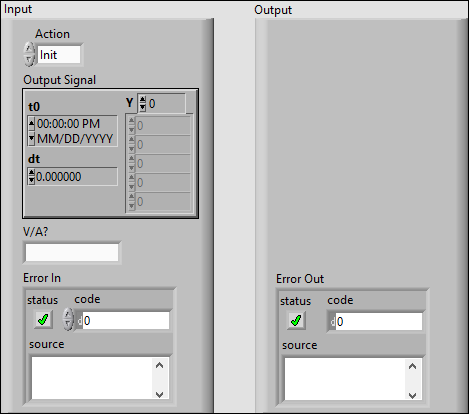 Input
Action
Init
Output Signal
t0
00:00:00 PM
MM/DD/YYYY
dt
0.000000
Y
0
0
0
0
0
0
V/A?
Error In
status
code
d 0
source
Output
Error Out
status
code
d 0
source